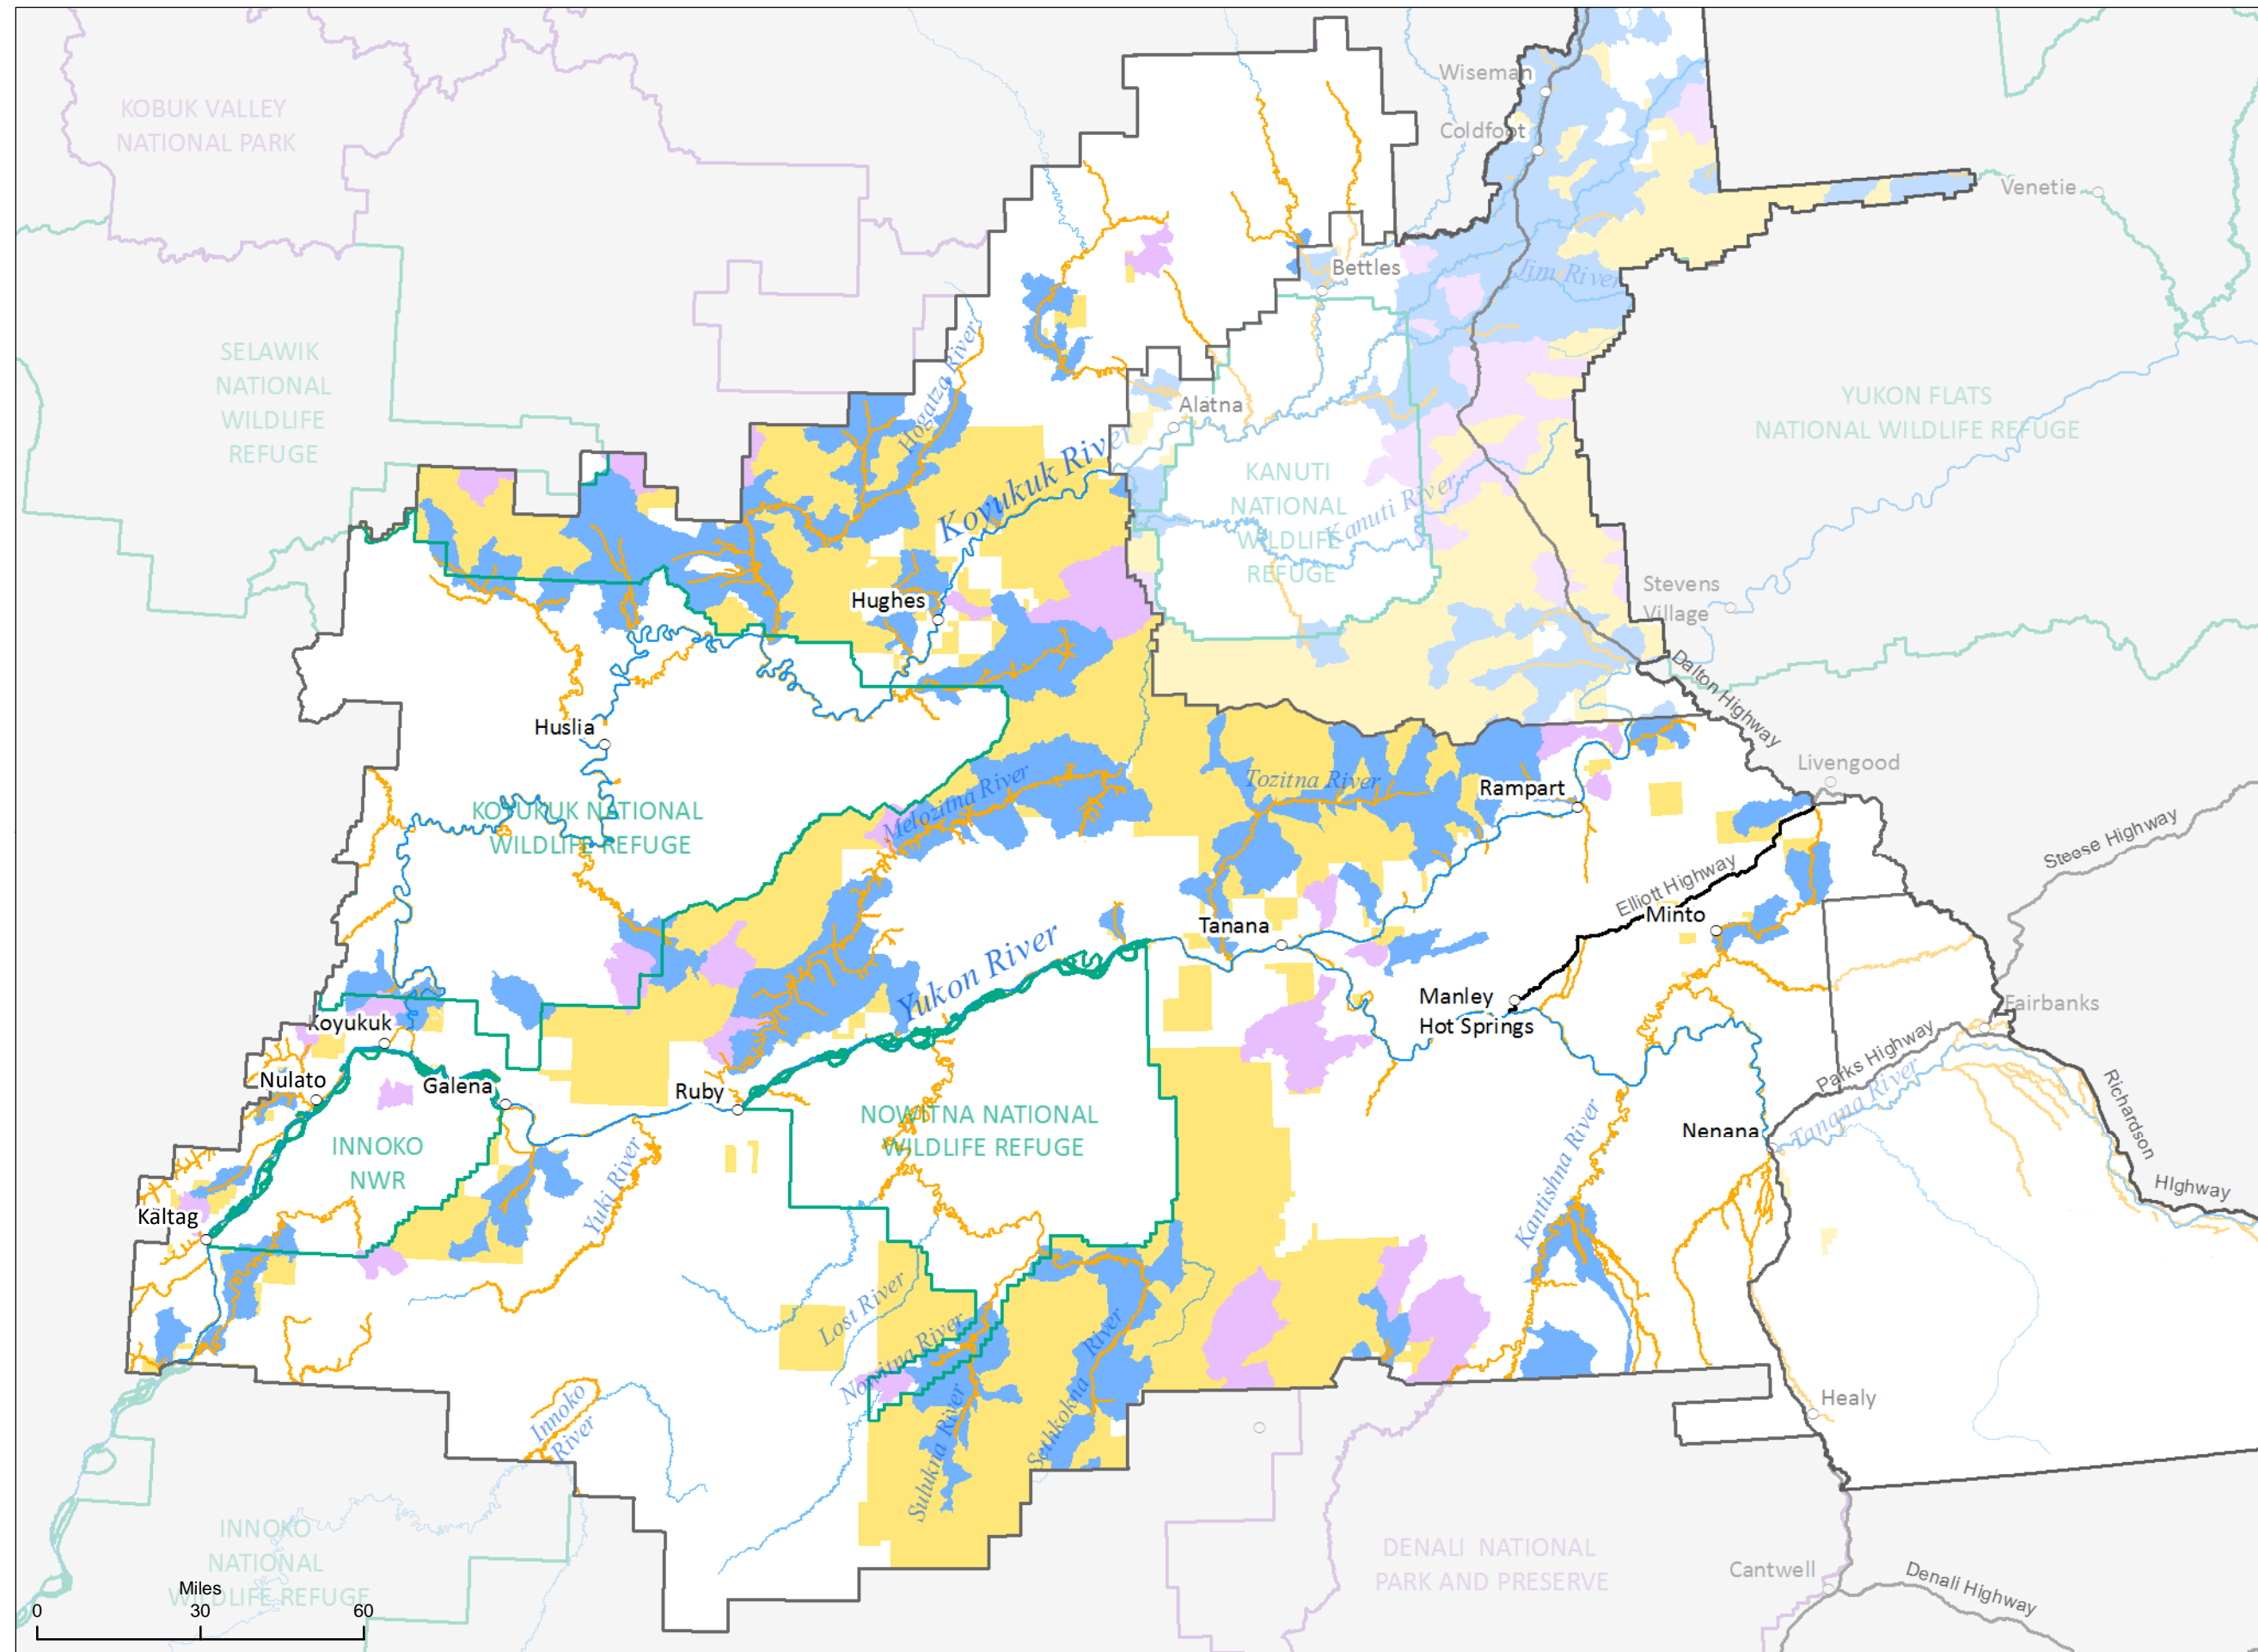 Wiseman
KOBUK VALLEY
NATIONAL PARK
Coldfoot
Venetie
Bettles
Jim River
SELAWIK
NATIONAL
WILDLIFE
REFUGE
Hogatza River
Alatna
YUKON FLATS
NATIONAL WILDLIFE REFUGE
Koyukuk River
KANUTI
NATIONAL
WILDLIFE
REFUGE
Kanuti River
Hughes
Stevens
Village
Dalton Highway
Huslia
Livengood
Melozitna River
Tozitna River
Rampart
KOYUKUK NATIONAL
WILDLIFE REFUGE
Steese Highway
Elliott Highway
Minto
Tanana
Yukon River
Manley
Hot Springs
Fairbanks
Koyukuk
Parks Highway
Nulato
Galena
Ruby
NOWITNA NATIONAL
WILDLIFE REFUGE
Tanana River
Richardson
HIghway
INNOKO
NWR
Nenana
Yuki River
Kantishna River
Kaltag
Lost River
Nowitna River
Sethkokna River
Sulukna River
Innoko
River
Healy
INNOKO
NATIONAL
WILDLIFE REFUGE
DENALI NATIONAL
PARK AND PRESERVE
Cantwell
Denali Highway
Miles
0 30 60